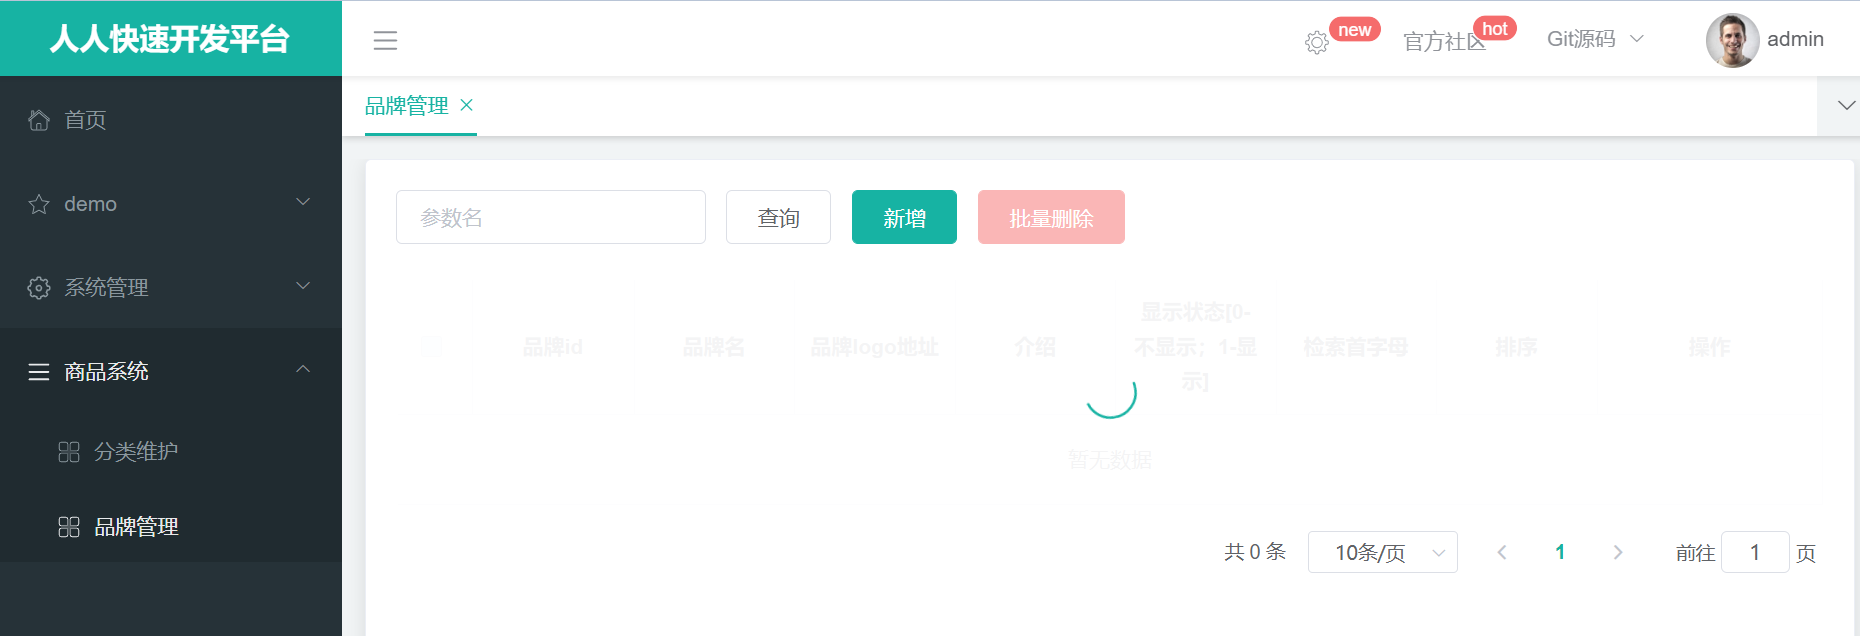 人人快速开发平台
new
官方社区
hot
Git源码
admin
首页
demo
系统管理
商品系统
分类维护
品牌管理
品牌管理
参数名
查询
新增
批量删除
品牌id
品牌名
品牌logo地址
介绍
显示状态[0-
不显示；1-显
示]
检索首字母
排序
操作
暂无数据
共 0 条
10条/页
1
前往
1
页